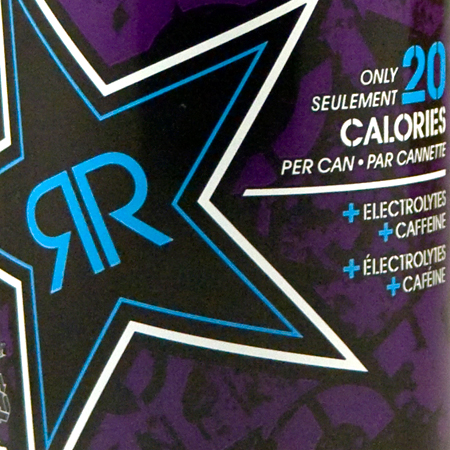 RR
ONLY 20
SEULEMENT
CALORIES
PER CAN • PAR CANNETTE
+ ELECTROLYTES
+ CAFFEINE
+ ÉLECTROLYTES
+ CAFÉINE